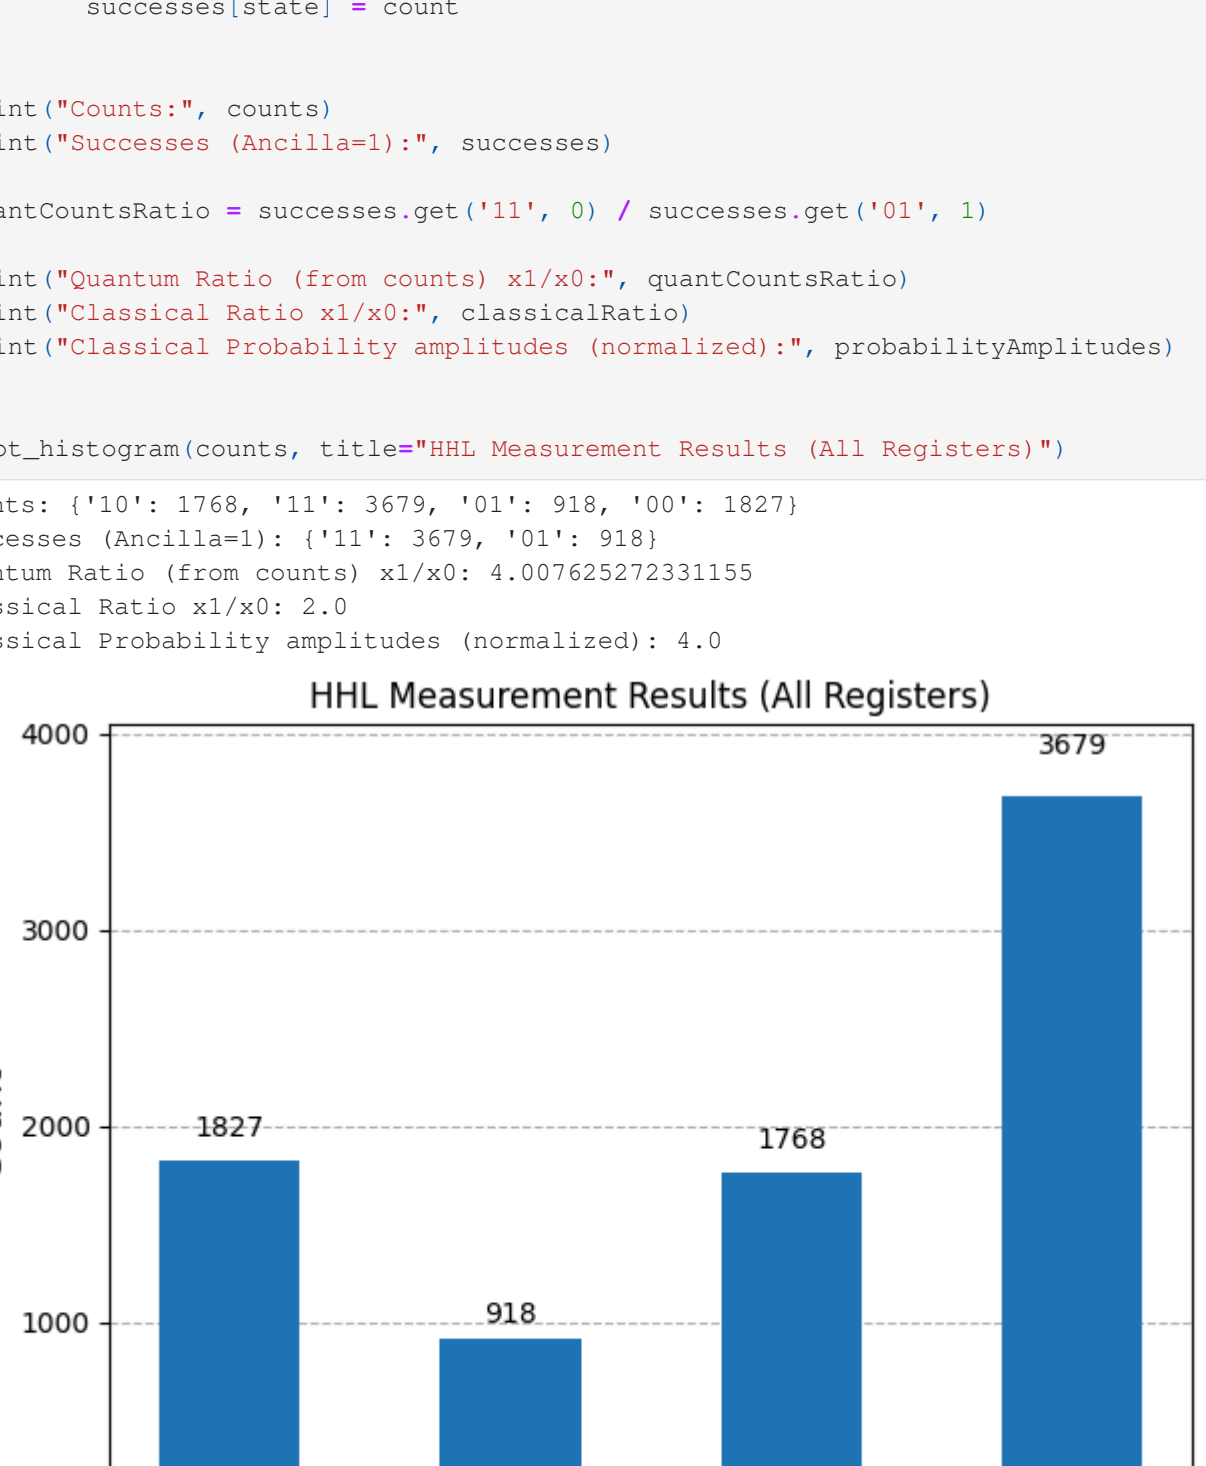 successes[state] = count
int("Counts:", counts)
int("Successes (Ancilla=1):", successes)
antCountsRatio = successes.get('11', 0) / successes.get('01', 1)
int("Quantum Ratio (from counts) x1/x0:", quantCountsRatio)
int("Classical Ratio x1/x0:", classicalRatio)
int("Classical Probability amplitudes (normalized):", probabilityAmplitudes)
ot_histogram(counts, title="HHL Measurement Results (All Registers)")
nts: {'10': 1768, '11': 3679, '01': 918, '00': 1827}
cesses (Ancilla=1): {'11': 3679, '01': 918}
ntum Ratio (from counts) x1/x0: 4.007625272331155
ssical Ratio x1/x0: 2.0
ssical Probability amplitudes (normalized): 4.0
HHL Measurement Results (All Registers)
4000
3679
3000
2000
1827
1768
1000
918